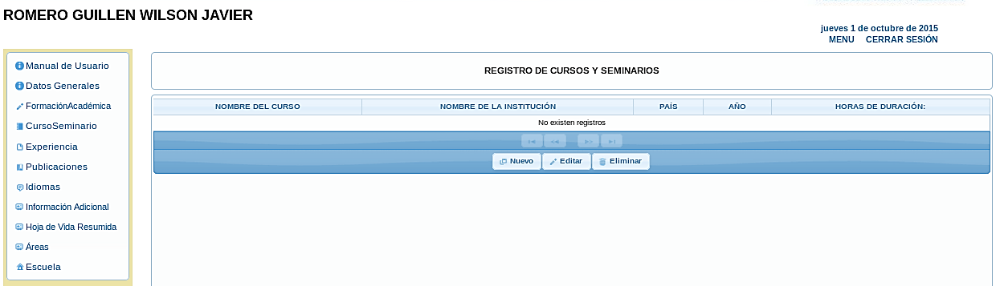 ROMERO GUILLEN WILSON JAVIER
jueves 1 de octubre de 2015
MENU CERRAR SESIÓN
Manual de Usuario
Datos Generales
FormaciónAcadémica
CursoSeminario
Experiencia
Publicaciones
Idiomas
Información Adicional
Hoja de Vida Resumida
Áreas
Escuela
REGISTRO DE CURSOS Y SEMINARIOS
NOMBRE DEL CURSO NOMBRE DE LA INSTITUCIÓN PAÍS AÑO HORAS DE DURACIÓN:
No existen registros
Nuevo Editar Eliminar